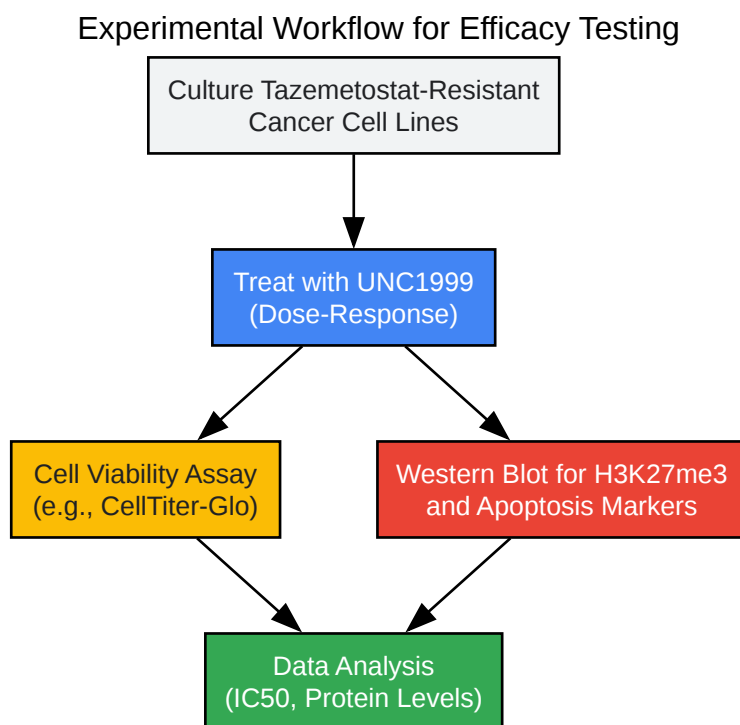 Experimental Workflow for Efficacy Testing
Culture Tazemetostat-Resistant
Cancer Cell Lines
Treat with UNC1999
(Dose-Response)
Cell Viability Assay
(e.g., CellTiter-Glo)
Western Blot for H3K27me3
and Apoptosis Markers
Data Analysis
(IC50, Protein Levels)